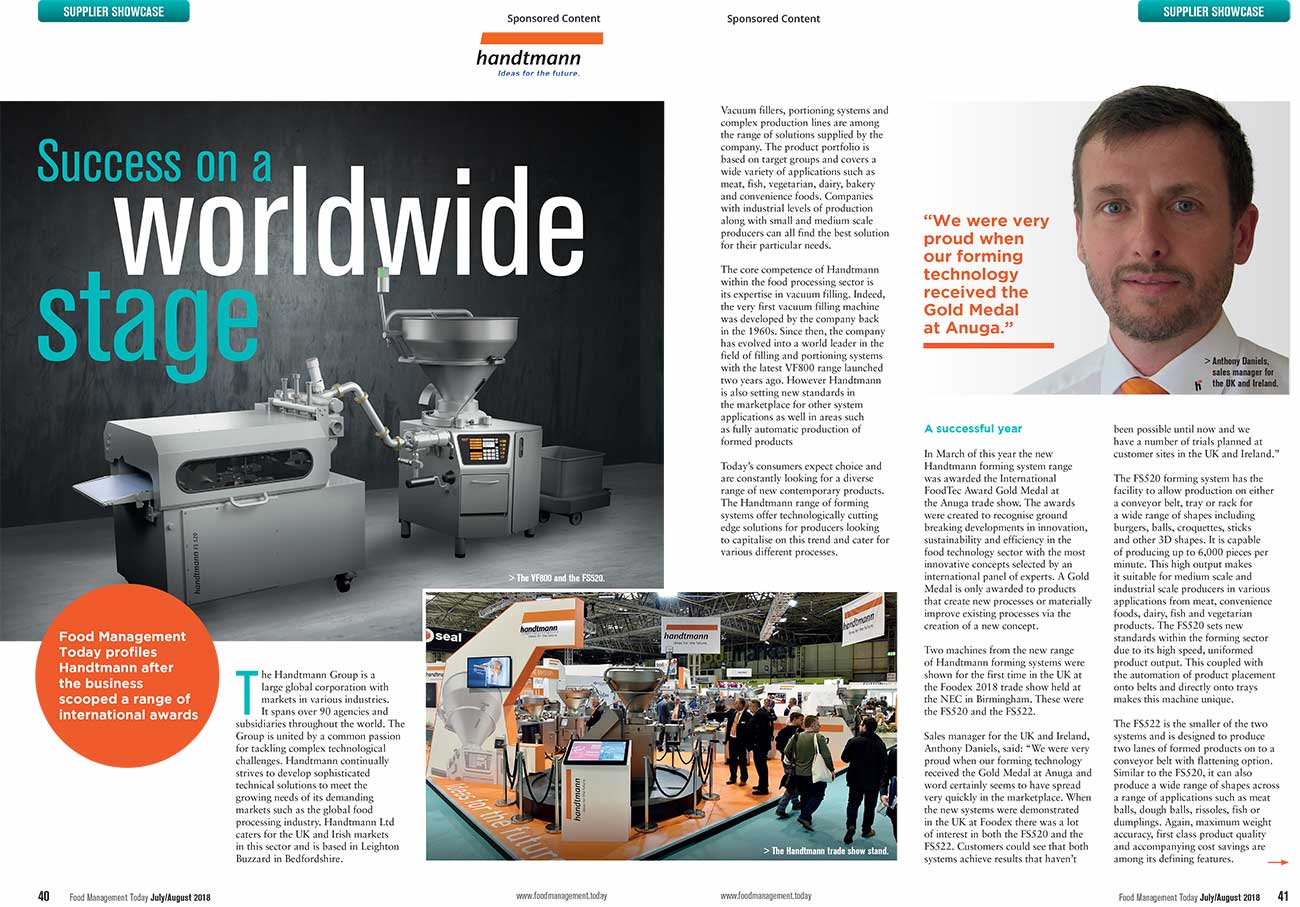 SUPPLIER SHOWCASE
Sponsored Content
handtmann
Ideas for the future.
Success on a
worldwide
stage
handtmann FS 520
> The VF800 and the FS520.
Food Management
Today profiles
Handtmann after
the business
scooped a range of
international awards
The Handtmann Group is a
large global corporation with
markets in various industries.
It spans over 90 agencies and
subsidiaries throughout the world. The
Group is united by a common passion
for tackling complex technological
challenges. Handtmann continually
strives to develop sophisticated
technical solutions to meet the
growing needs of its demanding
markets such as the global food
processing industry. Handtmann Ltd
caters for the UK and Irish markets
in this sector and is based in Leighton
Buzzard in Bedfordshire.
seal
handtmann
handtmann
Ideas for the future.
handtmann
handtmann
ideas for the futur
> The Handtmann trade show stand.
40 Food Management Today July/August 2018
www.foodmanagement.today
Sponsored Content
SUPPLIER SHOWCASE
Vacuum fillers, portioning systems and
complex production lines are among
the range of solutions supplied by the
company. The product portfolio is
based on target groups and covers a
wide variety of applications such as
meat, fish, vegetarian, dairy, bakery
and convenience foods. Companies
with industrial levels of production
along with small and medium scale
producers can all find the best solution
for their particular needs.
The core competence of Handtmann
within the food processing sector is
its expertise in vacuum filling. Indeed,
the very first vacuum filling machine
was developed by the company back
in the 1960s. Since then, the company
has evolved into a world leader in the
field of filling and portioning systems
with the latest VF800 range launched
two years ago. However Handtmann
is also setting new standards in
the marketplace for other system
applications as well in areas such
as fully automatic production of
formed products
Today's consumers expect choice and
are constantly looking for a diverse
range of new contemporary products.
The Handtmann range of forming
systems offer technologically cutting
edge solutions for producers looking
to capitalise on this trend and cater for
various different processes.
“We were very
proud when
our forming
technology
received the
Gold Medal
at Anuga.”
> Anthony Daniels,
sales manager for
the UK and Ireland.
A successful year
In March of this year the new
Handtmann forming system range
was awarded the International
FoodTec Award Gold Medal at
the Anuga trade show. The awards
were created to recognise ground
breaking developments in innovation,
sustainability and efficiency in the
food technology sector with the most
innovative concepts selected by an
international panel of experts. A Gold
Medal is only awarded to products
that create new processes or materially
improve existing processes via the
creation of a new concept.
Two machines from the new range
of Handtmann forming systems were
shown for the first time in the UK at
the Foodex 2018 trade show held at
the NEC in Birmingham. These were
the FS520 and the FS522.
Sales manager for the UK and Ireland,
Anthony Daniels, said: “We were very
proud when our forming technology
received the Gold Medal at Anuga and
word certainly seems to have spread
very quickly in the marketplace. When
the new systems were demonstrated
in the UK at Foodex there was a lot
of interest in both the FS520 and the
FS522. Customers could see that both
systems achieve results that haven't
been possible until now and we
have a number of trials planned at
customer sites in the UK and Ireland.”
The FS520 forming system has the
facility to allow production on either
a conveyor belt, tray or rack for
a wide range of shapes including
burgers, balls, croquettes, sticks
and other 3D shapes. It is capable
of producing up to 6,000 pieces per
minute. This high output makes
it suitable for medium scale and
industrial scale producers in various
applications from meat, convenience
foods, dairy, fish and vegetarian
products. The FS520 sets new
standards within the forming sector
due to its high speed, uniformed
product output. This coupled with
the automation of product placement
onto belts and directly onto trays
makes this machine unique.
The FS522 is the smaller of the two
systems and is designed to produce
two lanes of formed products on to a
conveyor belt with flattening option.
Similar to the FS520, it can also
produce a wide range of shapes across
a range of applications such as meat
balls, dough balls, rissoles, fish or
dumplings. Again, maximum weight
accuracy, first class product quality
and accompanying cost savings are
among its defining features.
www.foodmanagement.today
Food Management Today July/August 2018 41